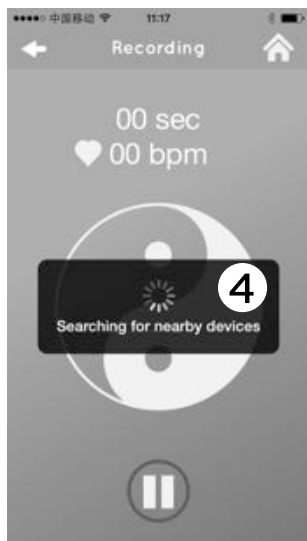 中国移动 11:17
Recording
00 sec
00 bpm
4
Searching for nearby devices